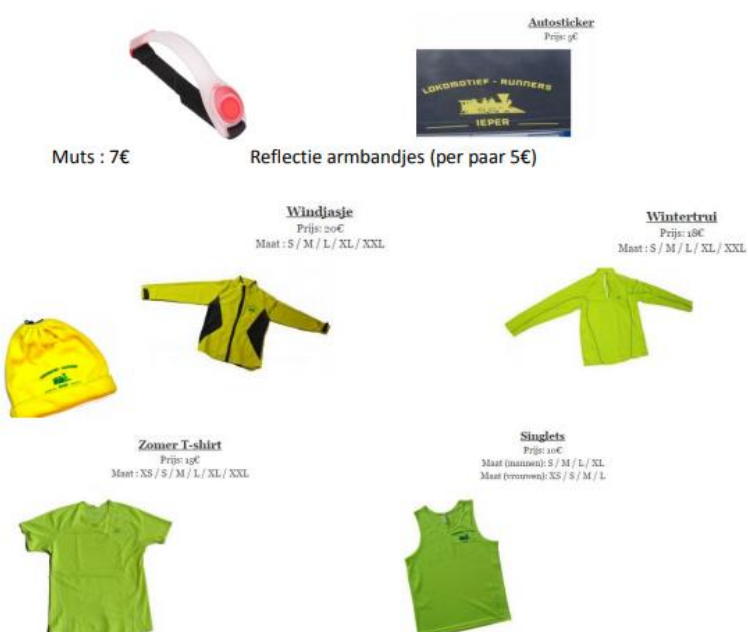 Autosticker
Prijs: 5€
LOKOMOTIEF - RUNNERS
IEPER
Muts : 7€
Reflectie armbandjes (per paar 5€)
Windjasje
Prijs: 20€
Maat : S / M / L / XL / XXL
Wintertrui
Prijs: 18€
Maat : S / M / L / XL / XXL
Zomer T-shirt
Prijs: 15€
Maat : XS / S / M / L / XL / XXL
Singlets
Prijs: 10€
Maat (mannen): S / M / L / XL
Maat (vrouwen): XS / S / M / L